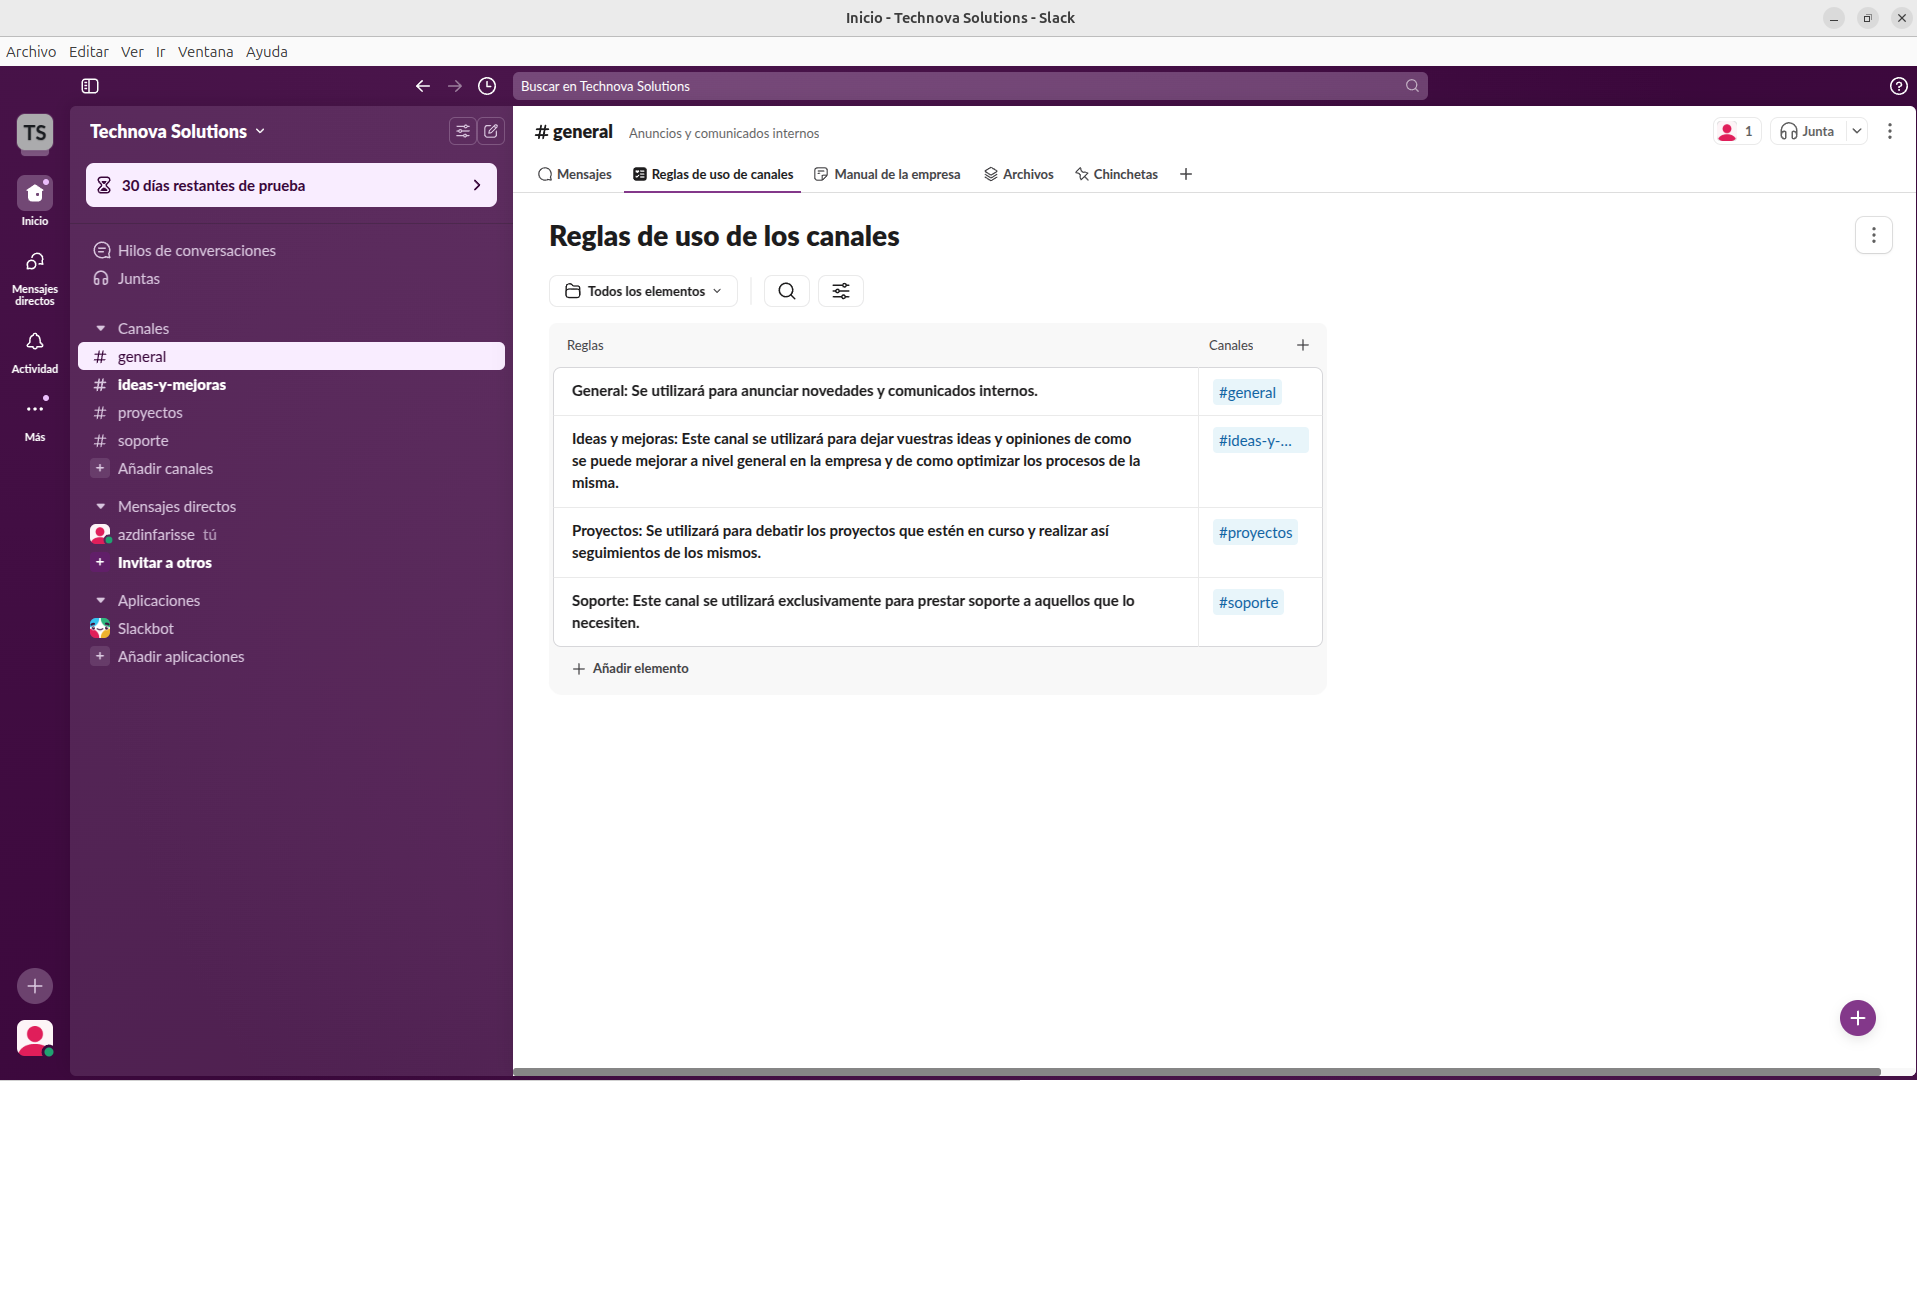 Inicio - Technova Solutions - Slack
Archivo Editar Ver Ir Ventana Ayuda
Buscar en Technova Solutions
TS
Inicio
Mensajes directos
Actividad
Más
Technova Solutions
30 días restantes de prueba
Hilos de conversaciones
Juntas
Canales
# general
# ideas-y-mejoras
# proyectos
# soporte
+ Añadir canales
Mensajes directos
azdinfarisse tú
+ Invitar a otros
Aplicaciones
Slackbot
+ Añadir aplicaciones
# general Anuncios y comunicados internos
1 Junta
Mensajes Reglas de uso de canales Manual de la empresa Archivos Chinchetas +
Reglas de uso de los canales
Todos los elementos
Reglas Canales +
General: Se utilizará para anunciar novedades y comunicados internos. #general
Ideas y mejoras: Este canal se utilizará para dejar vuestras ideas y opiniones de como #ideas-y-...
se puede mejorar a nivel general en la empresa y de como optimizar los procesos de la
misma.
Proyectos: Se utilizará para debatir los proyectos que estén en curso y realizar así #proyectos
seguimientos de los mismos.
Soporte: Este canal se utilizará exclusivamente para prestar soporte a aquellos que lo #soporte
necesiten.
+ Añadir elemento